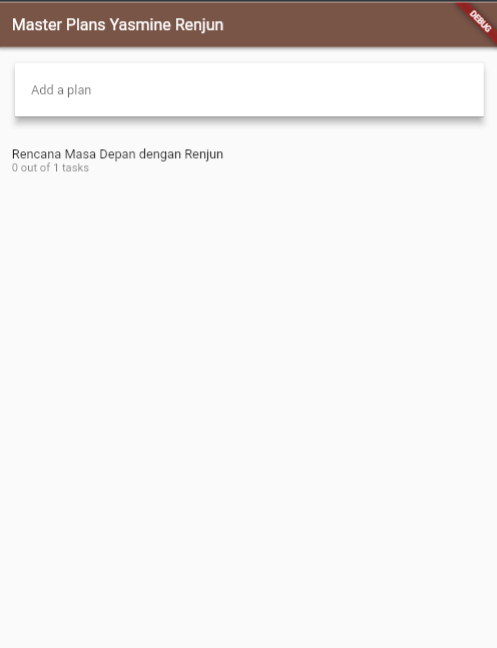 Master Plans Yasmine Renjun
DEBUG
Add a plan
Rencana Masa Depan dengan Renjun
0 out of 1 tasks